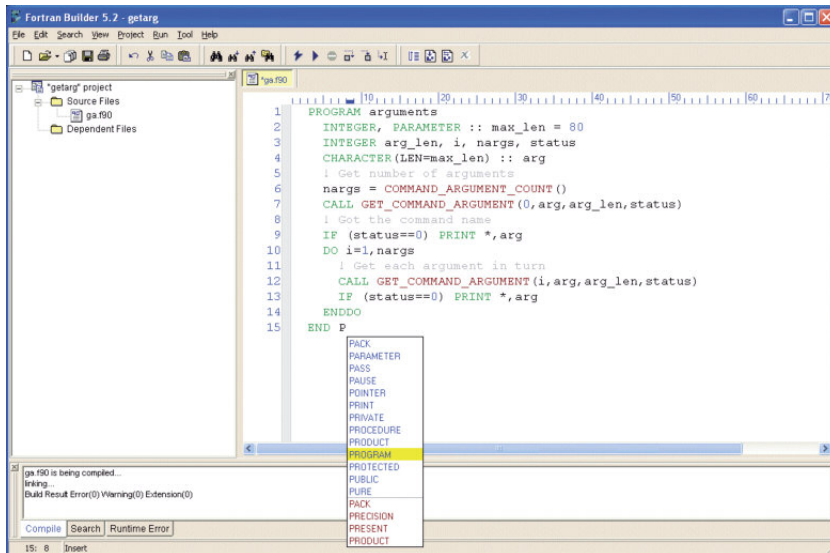 Fortran Builder 5.2 - getarg
File Edit Search View Project Run Tool Help
"getarg" project
Source Files
ga.f90
Dependent Files
*ga.f90
10 20 30 40 50 60 7
1 PROGRAM arguments
2 INTEGER, PARAMETER :: max_len = 80
3 INTEGER arg_len, i, nargs, status
4 CHARACTER(LEN=max_len) :: arg
5 ! Get number of arguments
6 nargs = COMMAND_ARGUMENT_COUNT()
7 CALL GET_COMMAND_ARGUMENT(0,arg,arg_len,status)
8 ! Got the command name
9 IF (status==0) PRINT *,arg
10 DO i=1,nargs
11 ! Get each argument in turn
12 CALL GET_COMMAND_ARGUMENT(i,arg,arg_len,status)
13 IF (status==0) PRINT *,arg
14 ENDDO
15 END P
PACK
PARAMETER
PASS
PAUSE
POINTER
PRINT
PRIVATE
PROCEDURE
PRODUCT
PROGRAM
PROTECTED
PUBLIC
PURE
PACK
PRECISION
PRESENT
PRODUCT
ga.f90 is being compiled...
linking...
Build Result Error(0) Warning(0) Extension(0)
Compile Search Runtime Error
15: 8 Insert